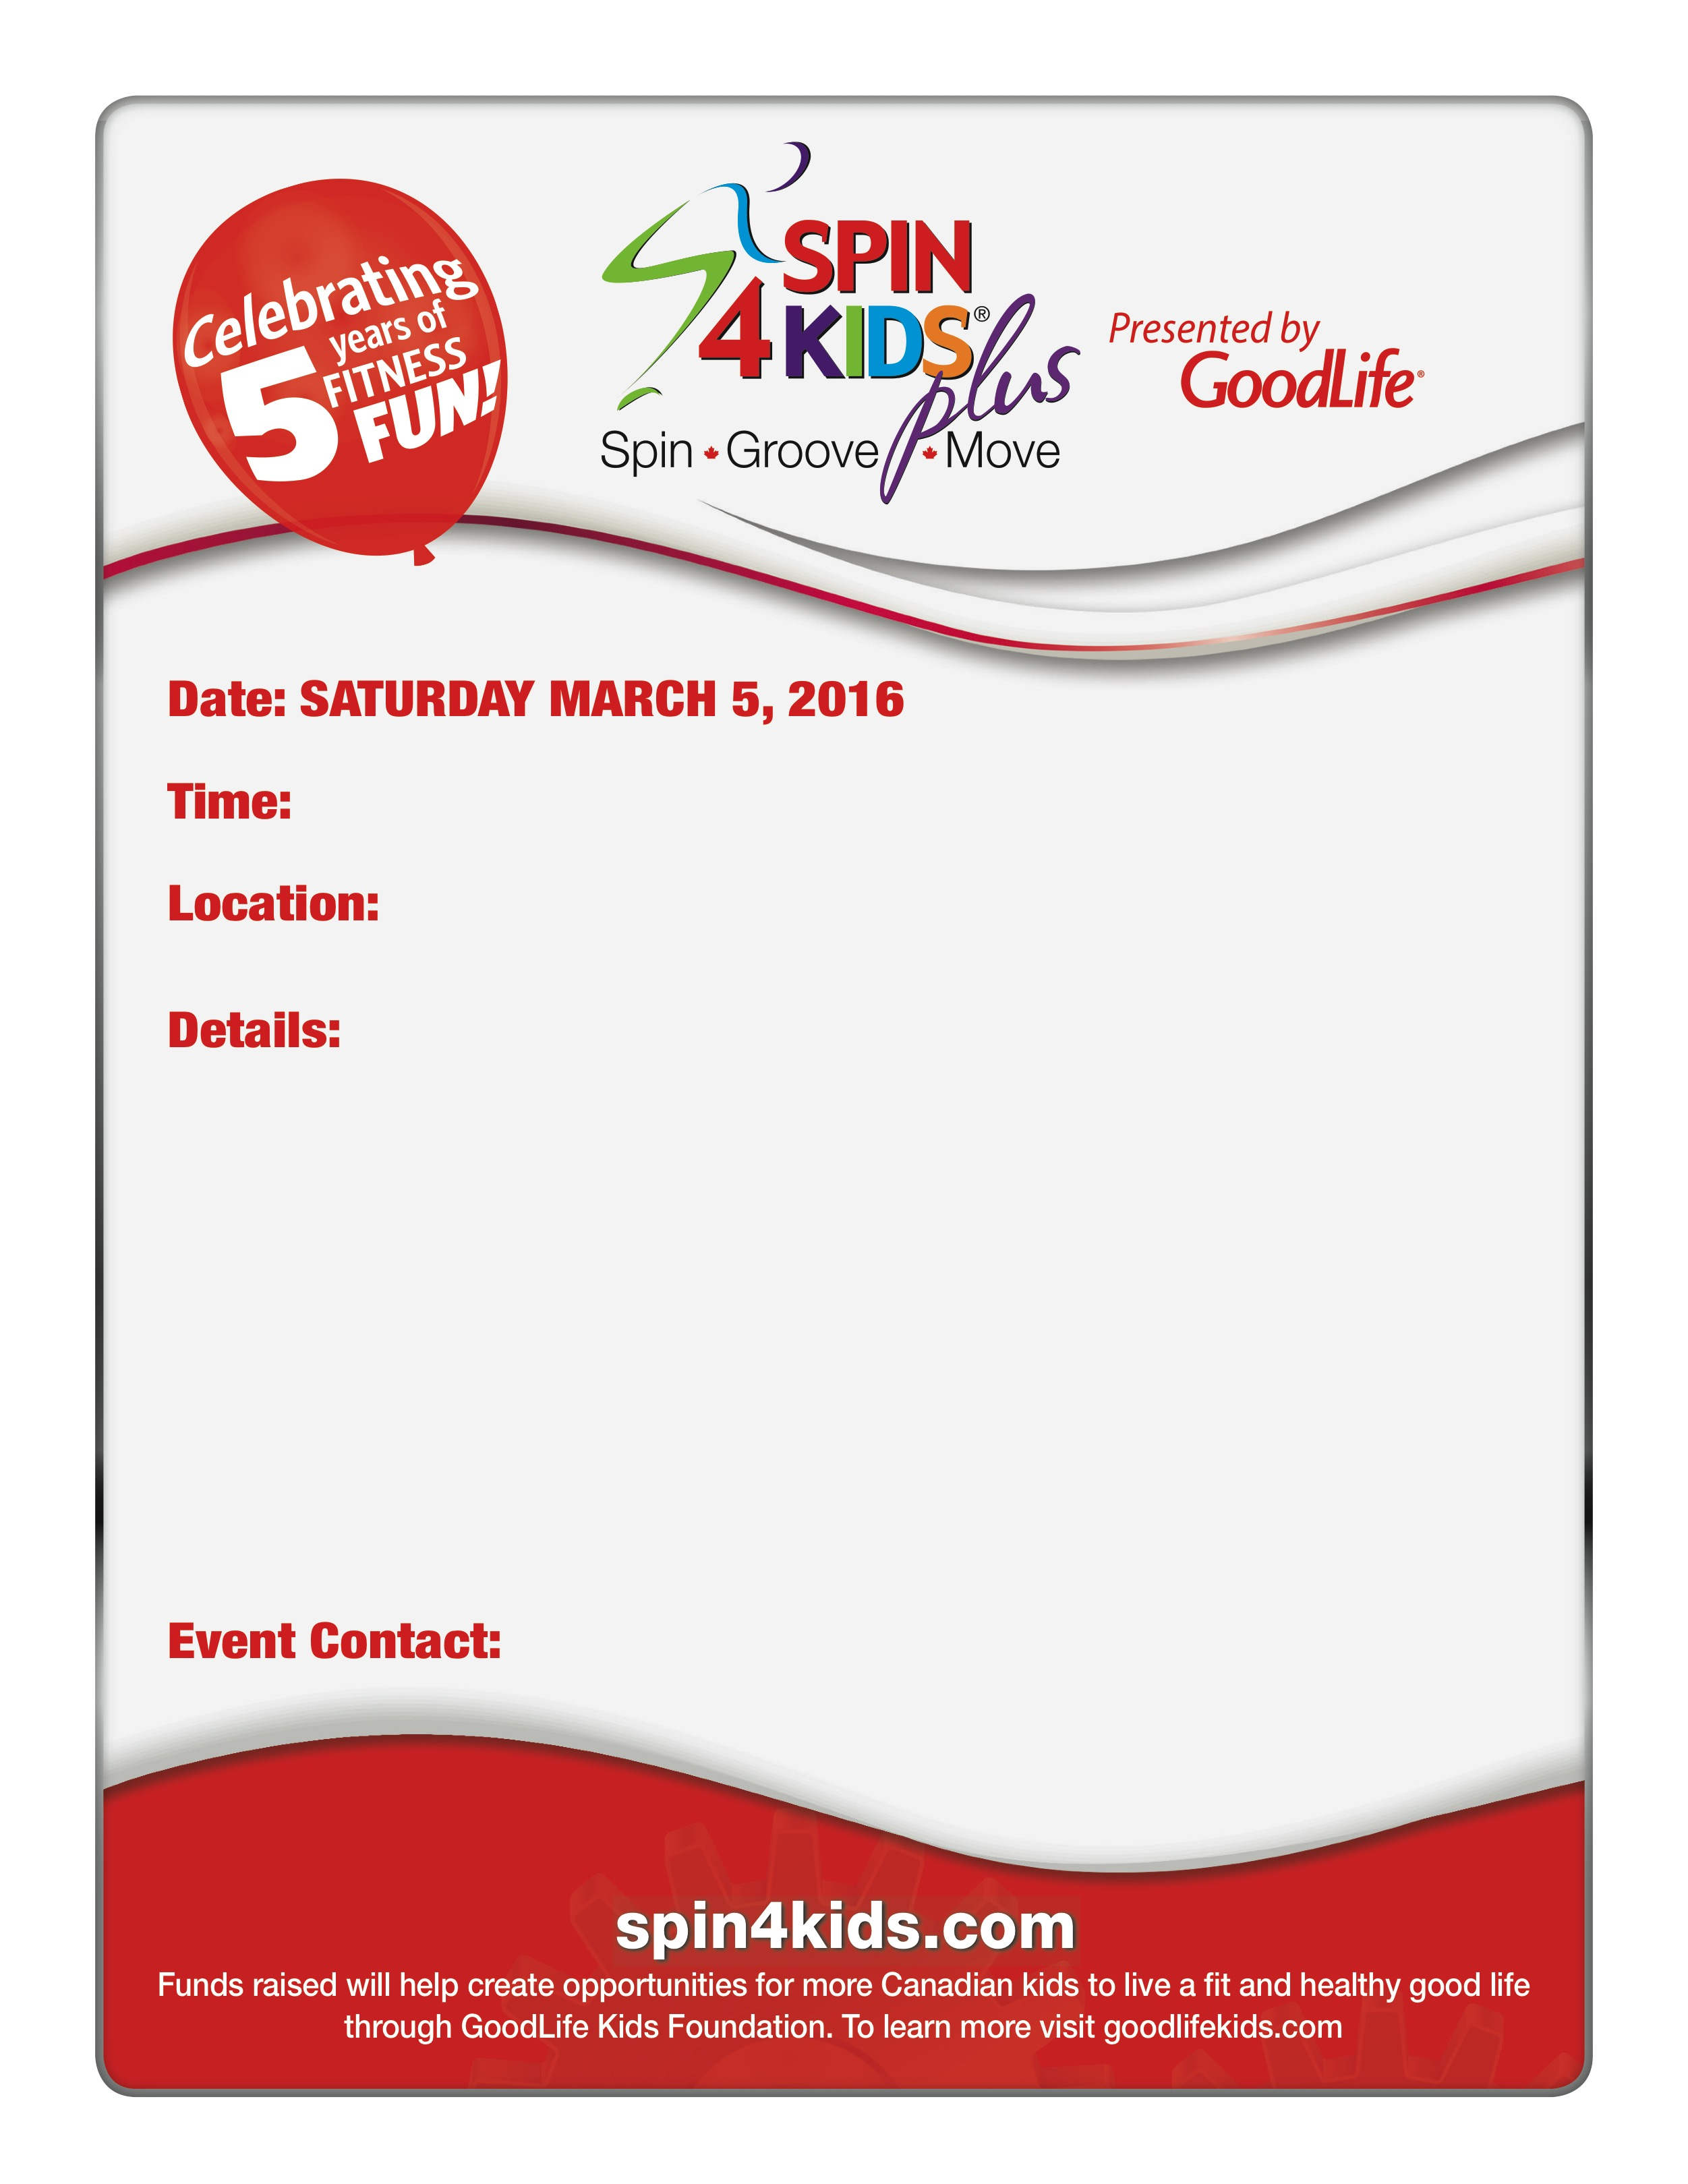 Celebrating
5 years of
FITNESS
FUN!
SPIN
4 KIDS® plus
Spin • Groove • Move
Presented by
GoodLife®
Date: SATURDAY MARCH 5, 2016
Time:
Location:
Details:
Event Contact:
spin4kids.com
Funds raised will help create opportunities for more Canadian kids to live a fit and healthy good life
through GoodLife Kids Foundation. To learn more visit goodlifekids.com